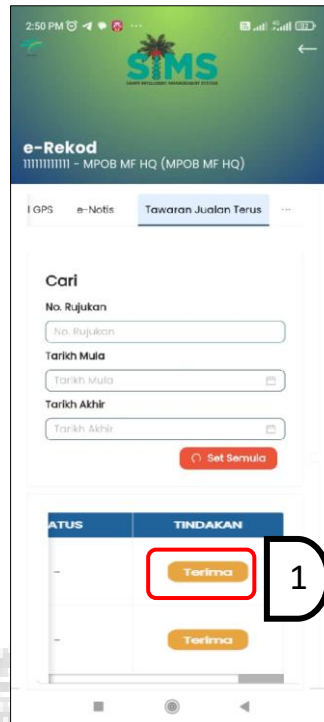 2:50 PM
SIMS
e-Rekod
111111111111 - MPOB MF HQ (MPOB MF HQ)
l GPS e-Notis Tawaran Jualan Terus ...
Cari
No. Rujukan
No. Rujukan
Tarikh Mula
Tarikh Mula
Tarikh Akhir
Tarikh Akhir
Set Semula
ATUS TINDAKAN
- Terima
1
- Terima